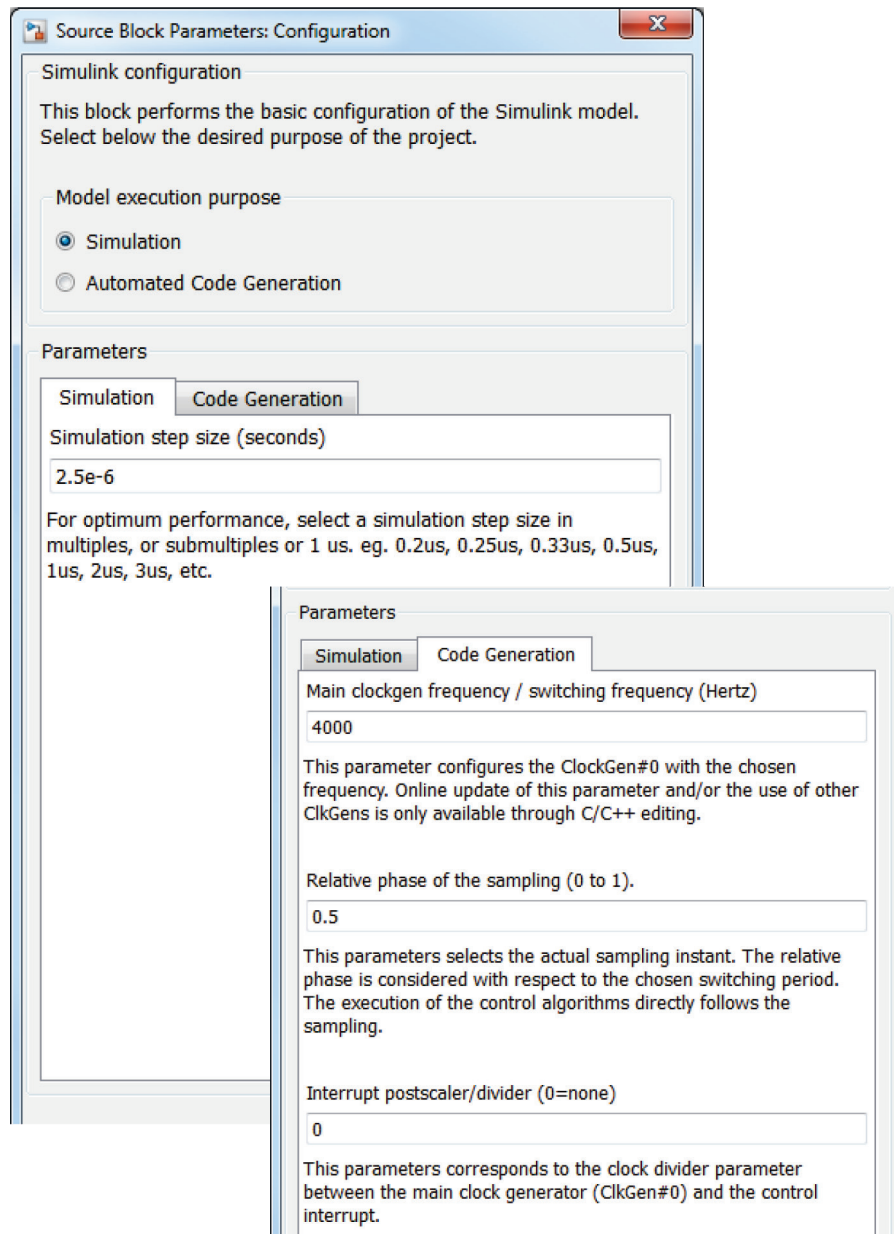 Source Block Parameters: Configuration
X
Simulink configuration
This block performs the basic configuration of the Simulink model.
Select below the desired purpose of the project.
Model execution purpose
Simulation
Automated Code Generation
Parameters
Simulation Code Generation
Simulation step size (seconds)
2.5e-6
For optimum performance, select a simulation step size in
multiples, or submultiples or 1 us. eg. 0.2us, 0.25us, 0.33us, 0.5us,
1us, 2us, 3us, etc.
Parameters
Simulation Code Generation
Main clockgen frequency / switching frequency (Hertz)
4000
This parameter configures the ClockGen#0 with the chosen
frequency. Online update of this parameter and/or the use of other
ClkGens is only available through C/C++ editing.
Relative phase of the sampling (0 to 1).
0.5
This parameters selects the actual sampling instant. The relative
phase is considered with respect to the chosen switching period.
The execution of the control algorithms directly follows the
sampling.
Interrupt postscaler/divider (0=none)
0
This parameters corresponds to the clock divider parameter
between the main clock generator (ClkGen#0) and the control
interrupt.